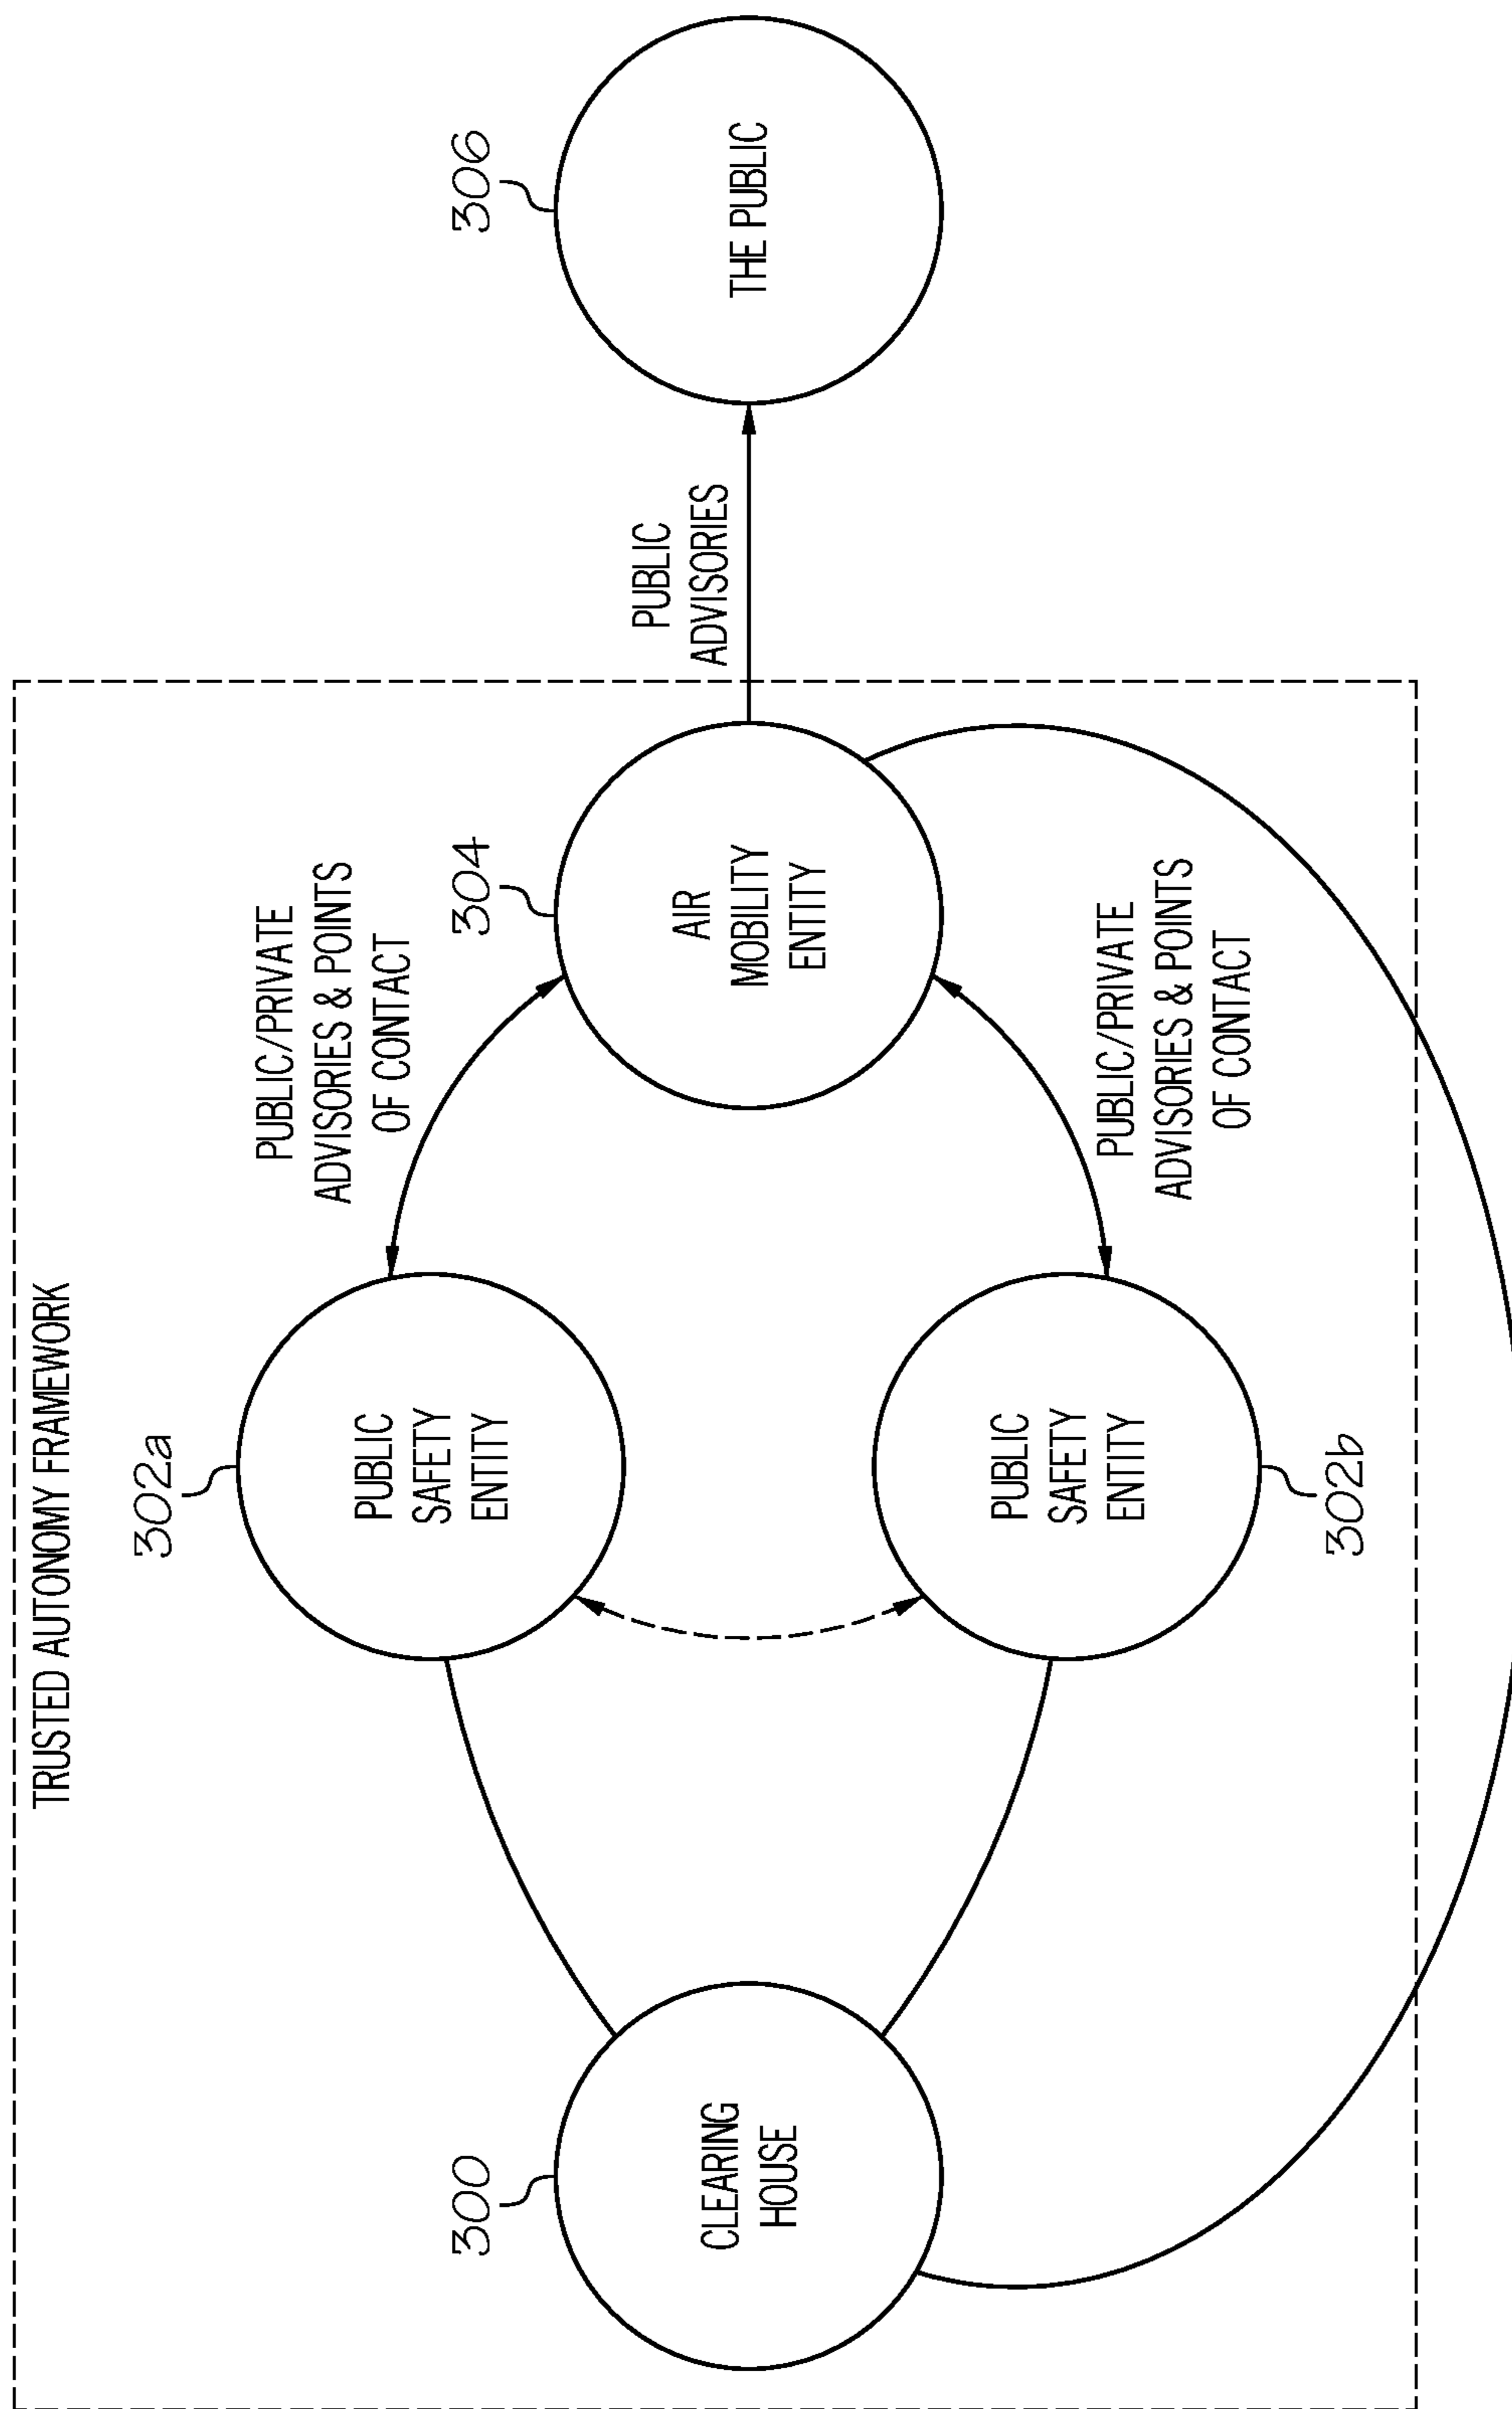 TRUSTED AUTONOMY FRAMEWORK
302a
PUBLIC
SAFETY
ENTITY
PUBLIC/PRIVATE
ADVISORIES & POINTS
OF CONTACT
300
CLEARING
HOUSE
304
AIR
MOBILITY
ENTITY
PUBLIC
ADVISORIES
306
THE PUBLIC
PUBLIC
SAFETY
ENTITY
302b
PUBLIC/PRIVATE
ADVISORIES & POINTS
OF CONTACT